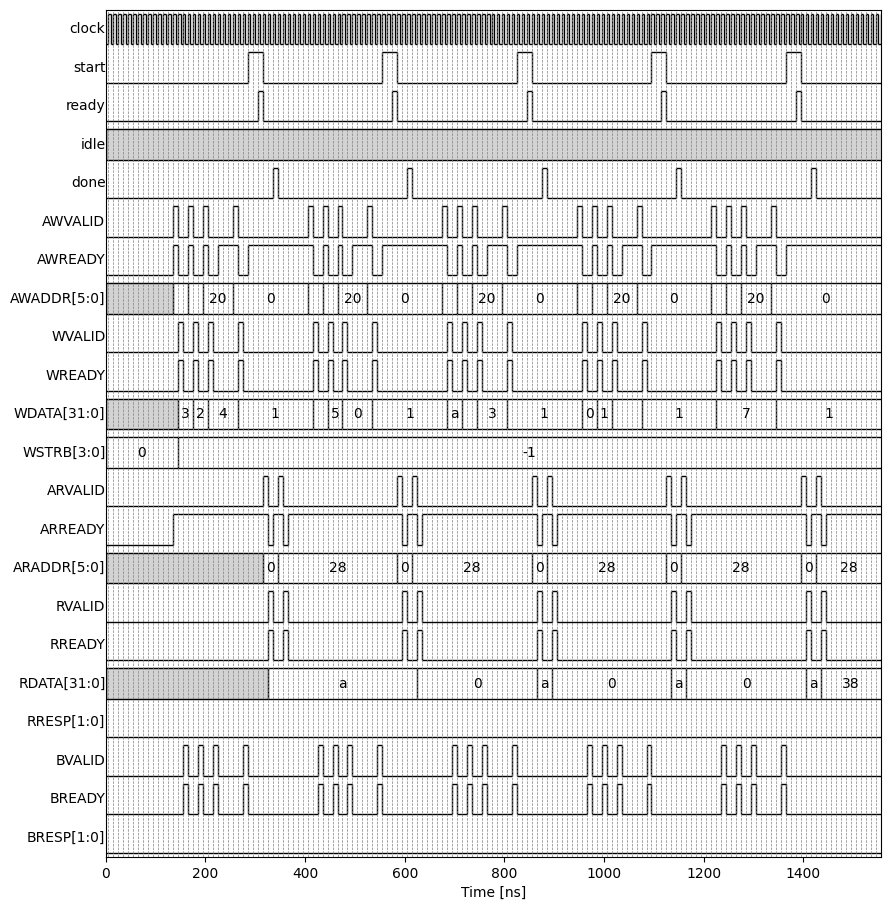 clock
start
ready
idle
done
AWVALID
AWREADY
AWADDR[5:0] 20 0 20 0 20 0 20 0 20 0
WVALID
WREADY
WDATA[31:0] 3 2 4 1 5 0 1 a 3 1 0 1 1 7 1
WSTRB[3:0] 0 -1
ARVALID
ARREADY
ARADDR[5:0] 0 28 0 28 0 28 0 28 0 28
RVALID
RREADY
RDATA[31:0] a 0 a 0 a 0 a 38
RRESP[1:0]
BVALID
BREADY
BRESP[1:0]
0 200 400 600 800 1000 1200 1400
Time [ns]